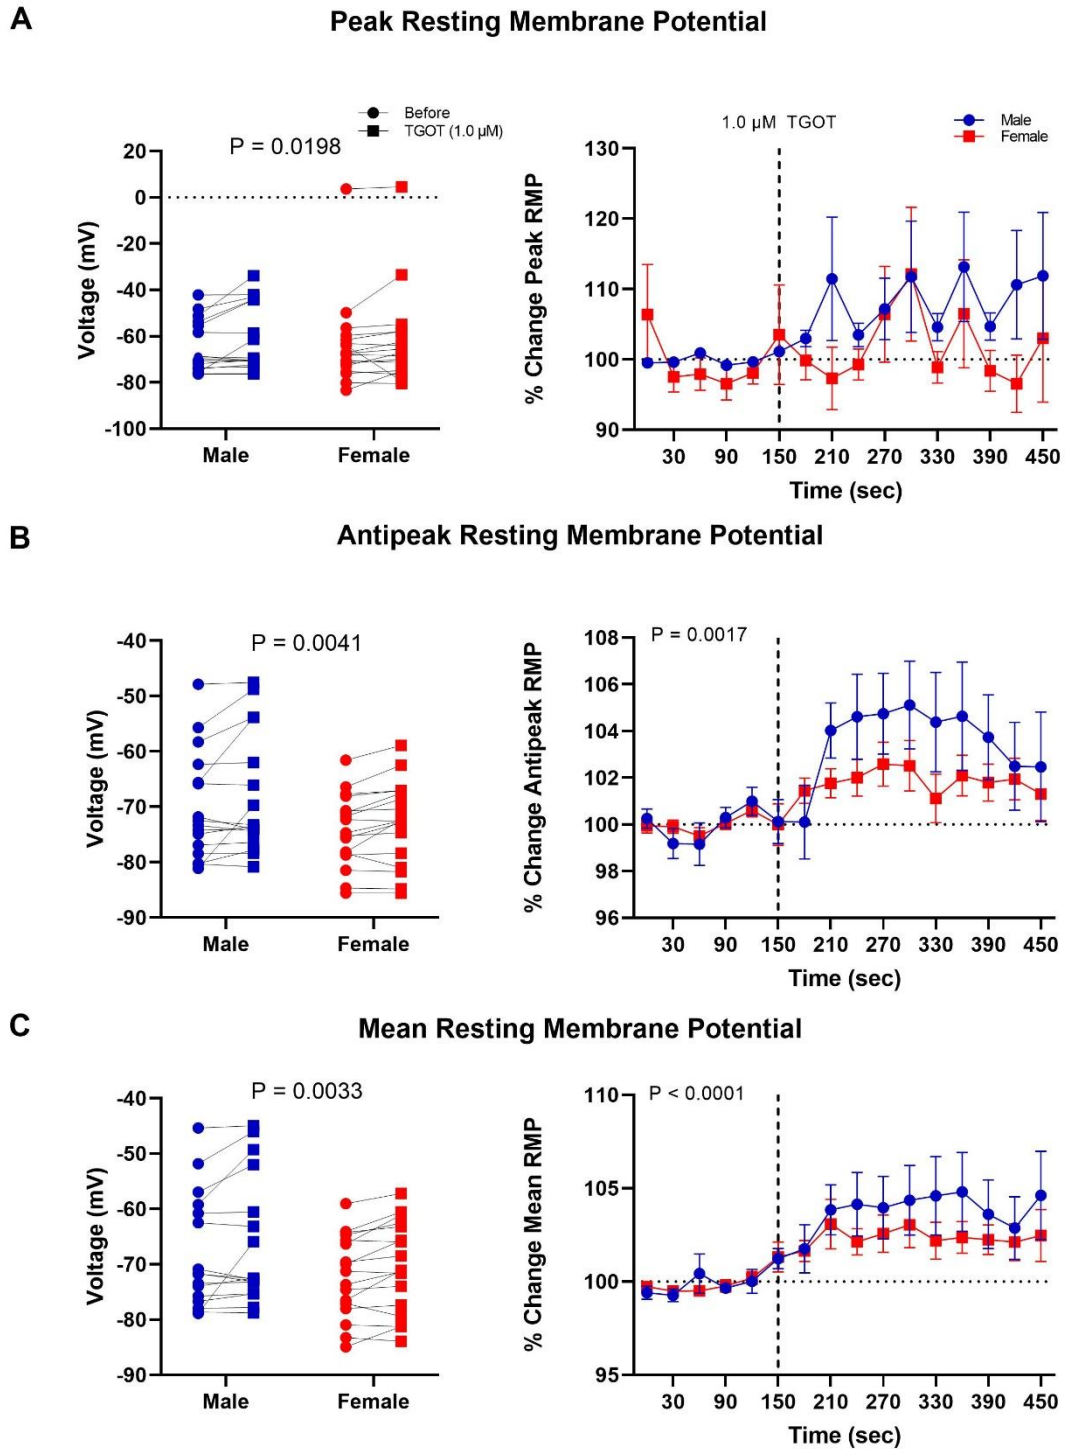 A
Peak Resting Membrane Potential
Before
TGOT (1.0 µM)
P = 0.0198
20
0
-20
-40
-60
-80
-100
Voltage (mV)
Male
Female
1.0 µM TGOT
Male
Female
130
120
110
100
90
% Change Peak RMP
30 90 150 210 270 330 390 450
Time (sec)
B
Antipeak Resting Membrane Potential
P = 0.0041
-40
-50
-60
-70
-80
-90
Voltage (mV)
Male
Female
P = 0.0017
108
106
104
102
100
98
96
% Change Antipeak RMP
30 90 150 210 270 330 390 450
Time (sec)
C
Mean Resting Membrane Potential
P = 0.0033
-40
-50
-60
-70
-80
-90
Voltage (mV)
Male
Female
P < 0.0001
110
105
100
95
% Change Mean RMP
30 90 150 210 270 330 390 450
Time (sec)